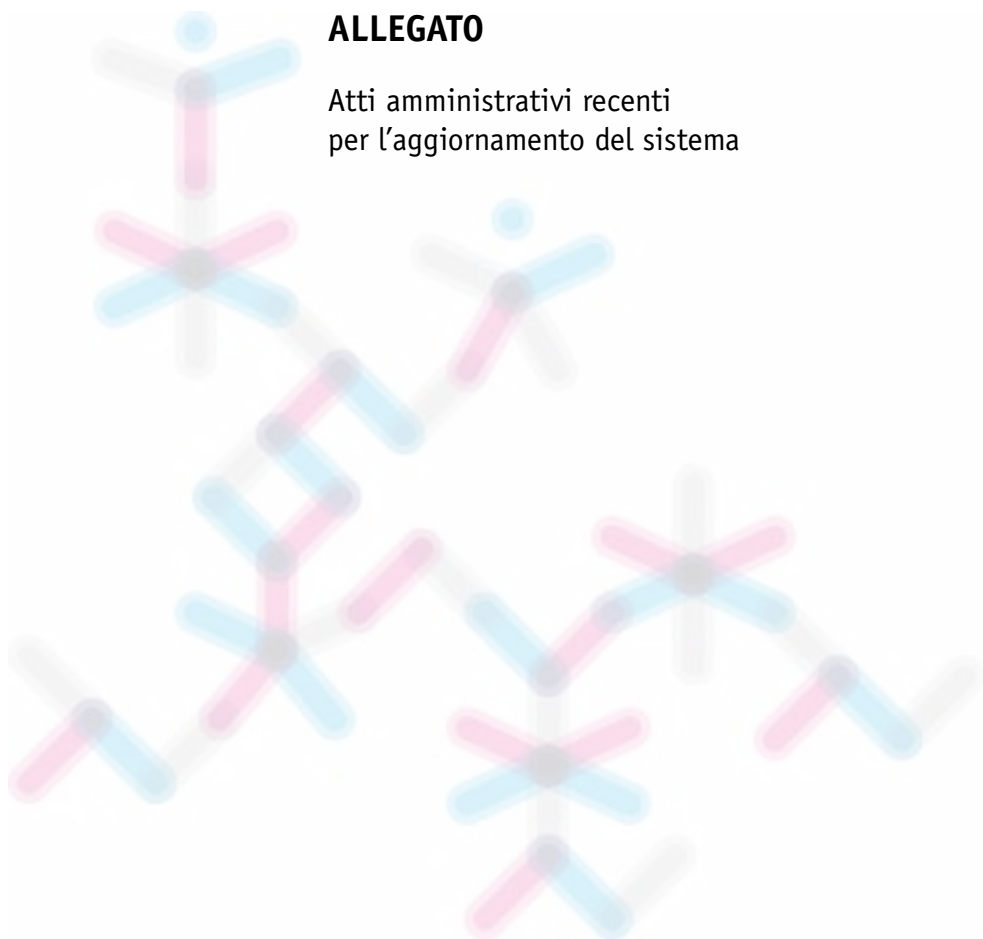 ALLEGATO
Atti amministrativi recenti
per l'aggiornamento del sistema